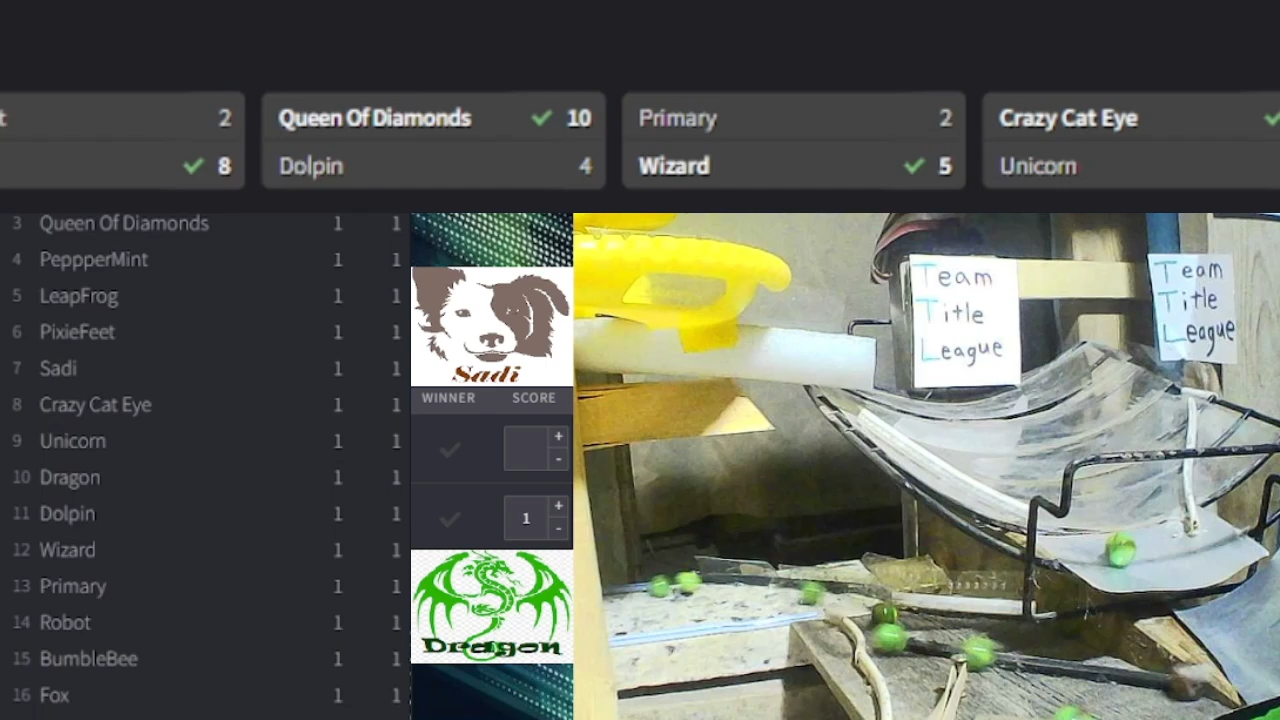 t 2
8
Queen Of Diamonds 10
Dolpin 4
Primary 2
Wizard 5
Crazy Cat Eye
Unicorn
3 Queen Of Diamonds 1 1
4 PeppperMint 1 1
5 LeapFrog 1 1
6 PixieFeet 1 1
7 Sadi 1 1
8 Crazy Cat Eye 1 1
9 Unicorn 1 1
10 Dragon 1 1
11 Dolpin 1 1
12 Wizard 1 1
13 Primary 1 1
14 Robot 1 1
15 BumbleBee 1 1
16 Fox 1 1
Sadi
WINNER SCORE
+
-
1 +
-
Dragon
Team
Title
League
Team
Title
League